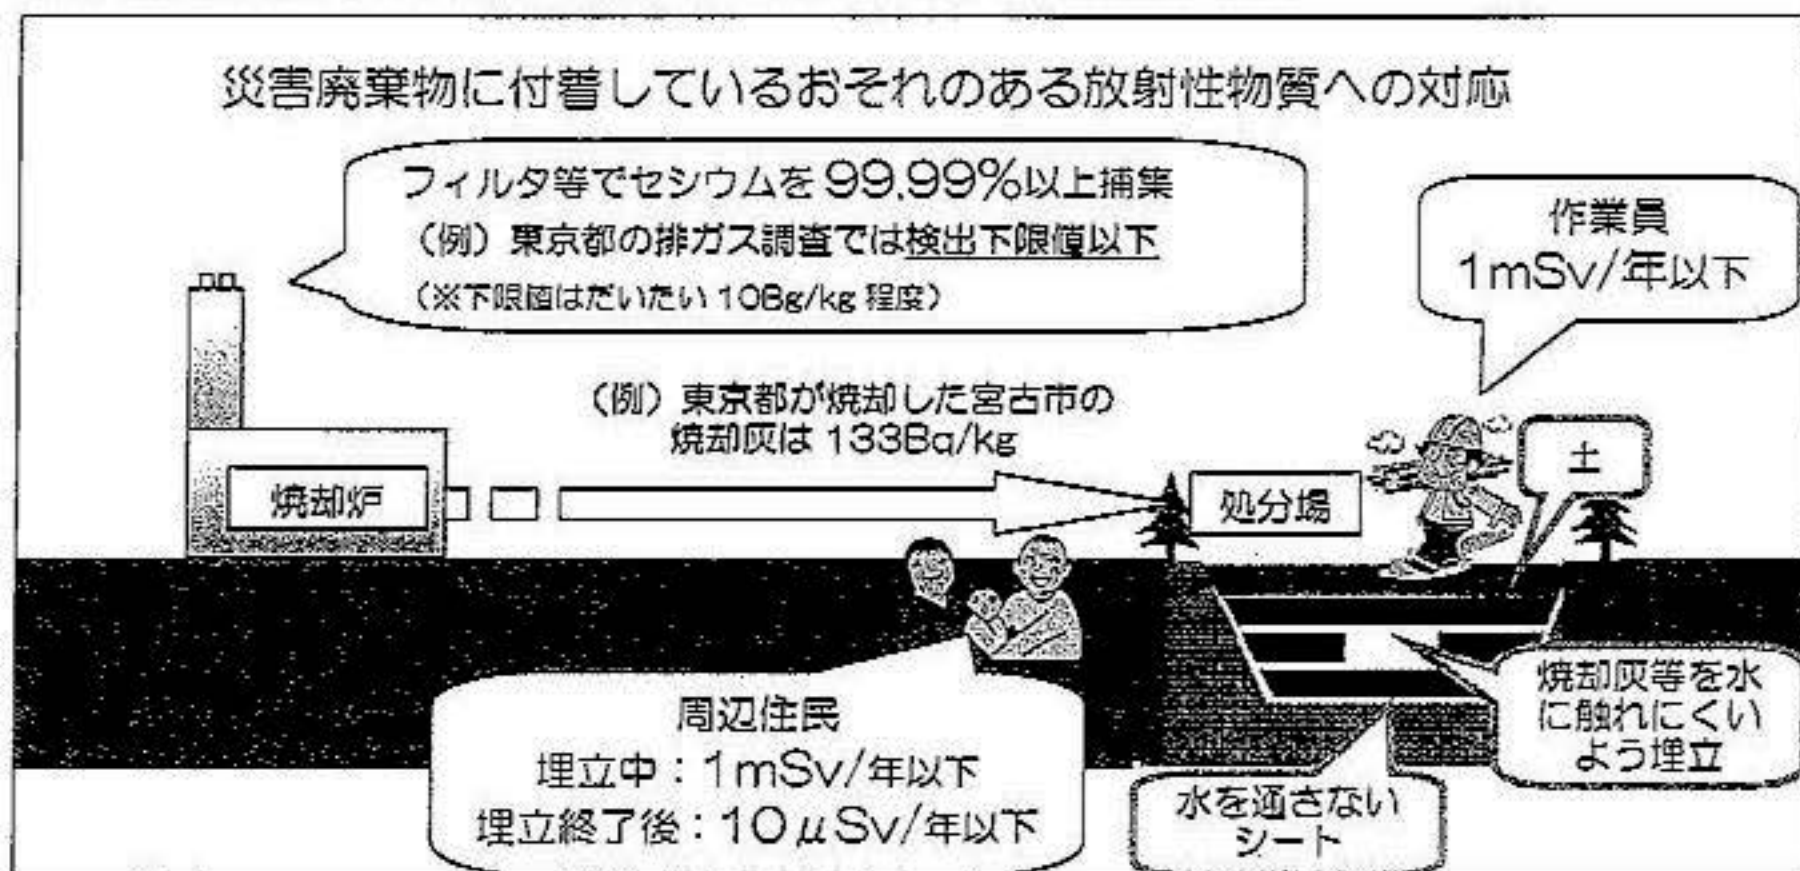 災害廃棄物に付着しているおそれのある放射性物質への対応
フィルタ等でセシウムを99.99%以上捕集
（例）東京都の排ガス調査では検出下限値以下
（※下限値はだいたい10Bg/kg程度）
作業員
1mSv/年以下
（例）東京都が焼却した宮古市の
焼却灰は133Bq/kg
焼却炉
処分場
土
周辺住民
埋立中：1mSv/年以下
埋立終了後：10μSv/年以下
水を通さない
シート
焼却灰等を水
に触れにくい
よう埋立